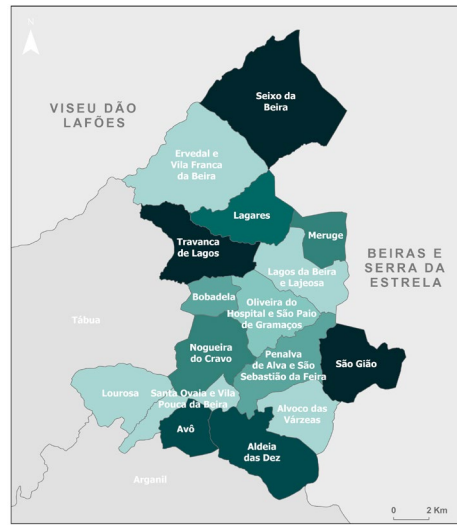 N
Seixo da
Beira
VISEU DÃO
LAFÕES
Ervedal e
Vila Franca
da Beira
Lagares
Travanca
de Lagos
Meruge
BEIRAS E
SERRA DA
ESTRELA
Lagos da Beira
e Lajeosa
Bobadela
Oliveira do
Hospital e São Paio
de Gramaços
Tábua
Nogueira
do Cravo
Penalva
de Alva e São
Sebastião da Feira
São Gião
Lourosa
Santa Ovaia e Vila
Pouca da Beira
Alvoco das
Várzeas
Avô
Aldeia
das Dez
Arganil
0 2 Km